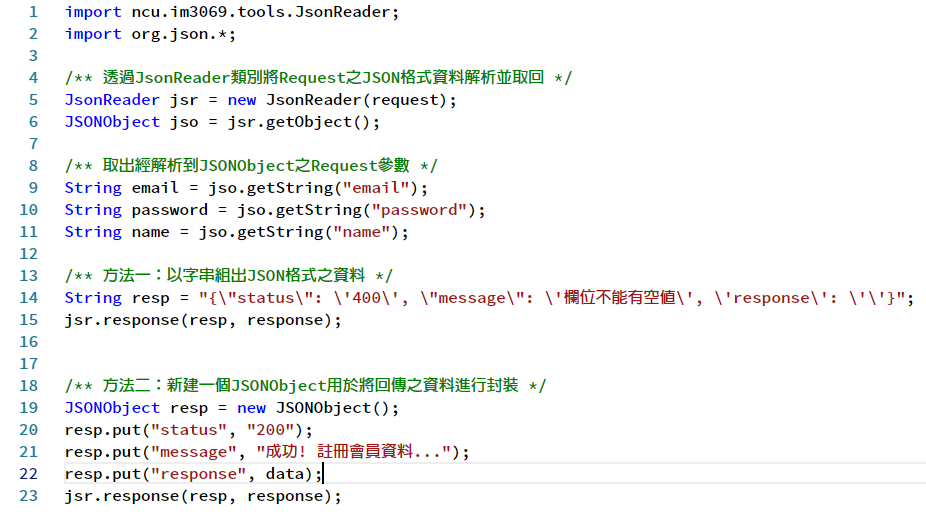 1 import ncu.im3069.tools.JsonReader;
2 import org.json.*;
3
4 /** 透過JsonReader類別將Request之JSON格式資料解析並取回 */
5 JsonReader jsr = new JsonReader(request);
6 JSONObject jso = jsr.getObject();
7
8 /** 取出經解析到JSONObject之Request參數 */
9 String email = jso.getString("email");
10 String password = jso.getString("password");
11 String name = jso.getString("name");
12
13 /** 方法一：以字串組出JSON格式之資料 */
14 String resp = "{\"status\": \'400\', \"message\": \'欄位不能有空值\', \'response\': \'\'}";
15 jsr.response(resp, response);
16
17
18 /** 方法二：新建一個JSONObject用於將回傳之資料進行封裝 */
19 JSONObject resp = new JSONObject();
20 resp.put("status", "200");
21 resp.put("message", "成功! 註冊會員資料...");
22 resp.put("response", data);
23 jsr.response(resp, response);